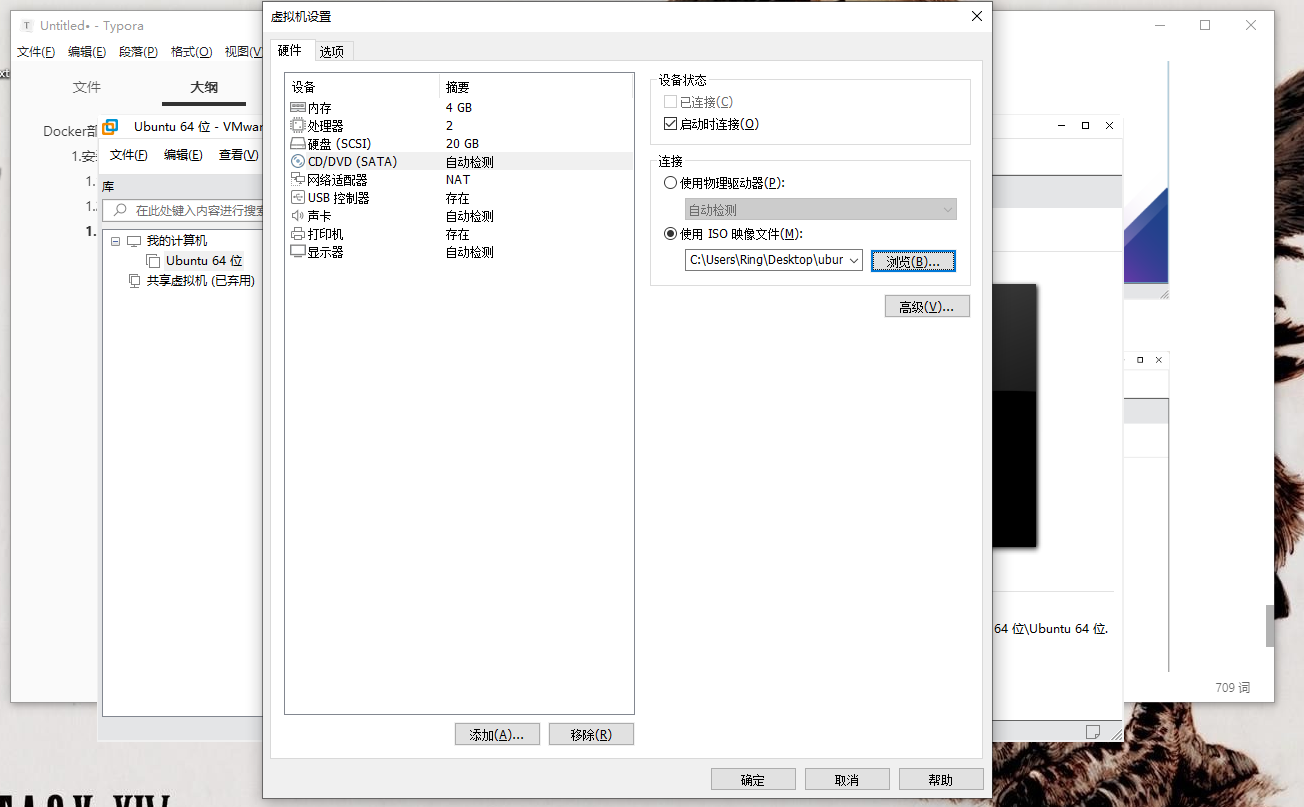 Untitled• - Typora
文件(F) 编辑(E) 段落(P) 格式(O) 视图(V
文件 大纲
Docker部
1.安
1.
1.
1.
Ubuntu 64 位 - VMwar
文件(F) 编辑(E) 查看(V)
库
在此处键入内容进行搜索
我的计算机
Ubuntu 64 位
共享虚拟机 (已弃用)
虚拟机设置
硬件 选项
设备 摘要
内存 4 GB
处理器 2
硬盘 (SCSI) 20 GB
CD/DVD (SATA) 自动检测
网络适配器 NAT
USB 控制器 存在
声卡 自动检测
打印机 存在
显示器 自动检测
添加(A)... 移除(R)
设备状态
已连接(C)
启动时连接(O)
连接
使用物理驱动器(P):
自动检测
使用 ISO 映像文件(M):
C:\Users\Ring\Desktop\ubur 浏览(B)...
高级(V)...
确定 取消 帮助
64 位\Ubuntu 64 位.
709 词
XIV